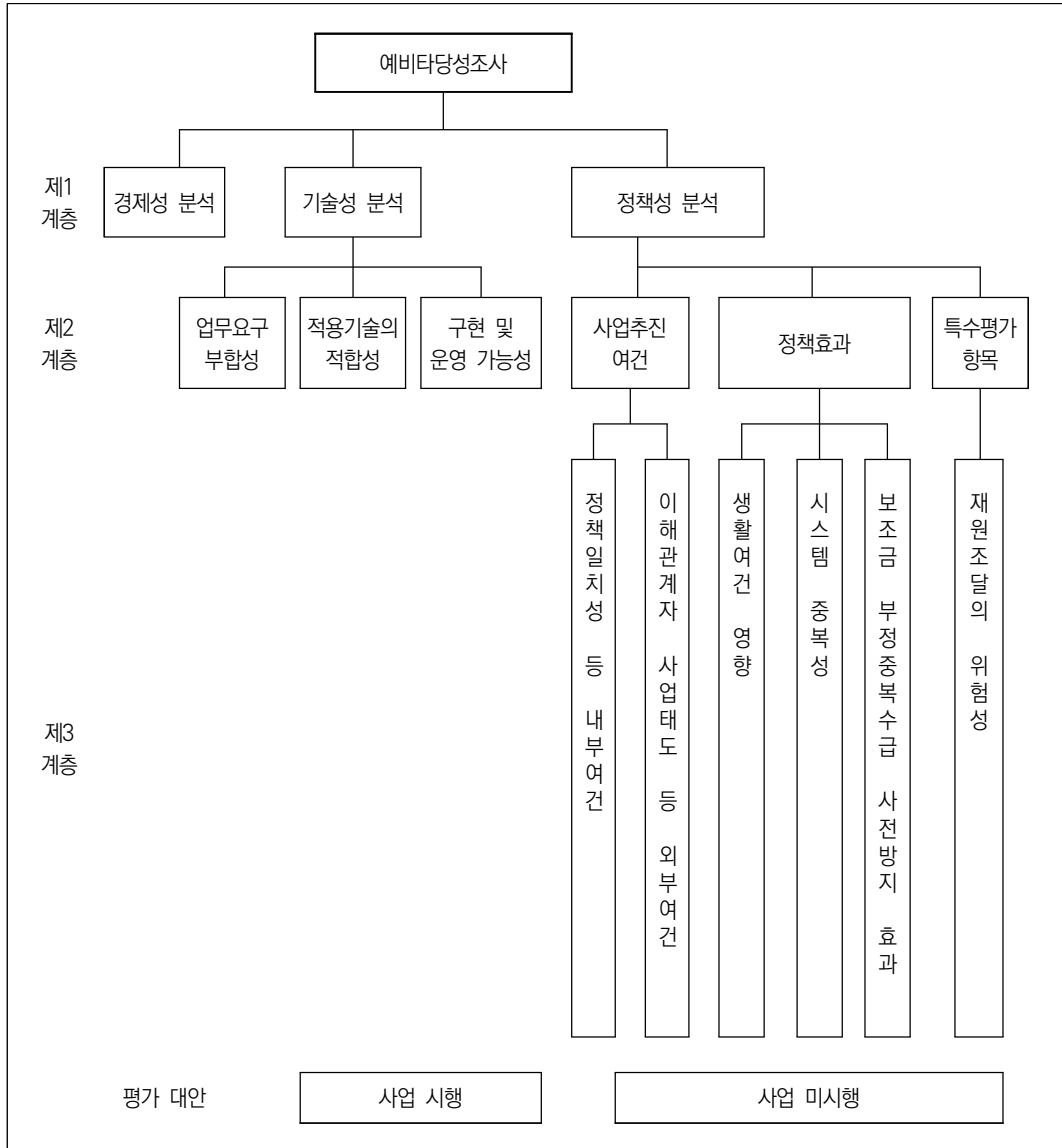 예비타당성조사
제1
계층
경제성 분석
기술성 분석
정책성 분석
제2
계층
업무요구
부합성
적용기술의
적합성
구현 및
운영 가능성
사업추진
여건
정책효과
특수평가
항목
제3
계층
정책일치성 등 내부여건
이해관계자 사업태도 등 외부여건
생활여건 영향
시스템 중복성
보조금 부정중복수급 사전방지 효과
재원조달의 위험성
평가 대안
사업 시행
사업 미시행